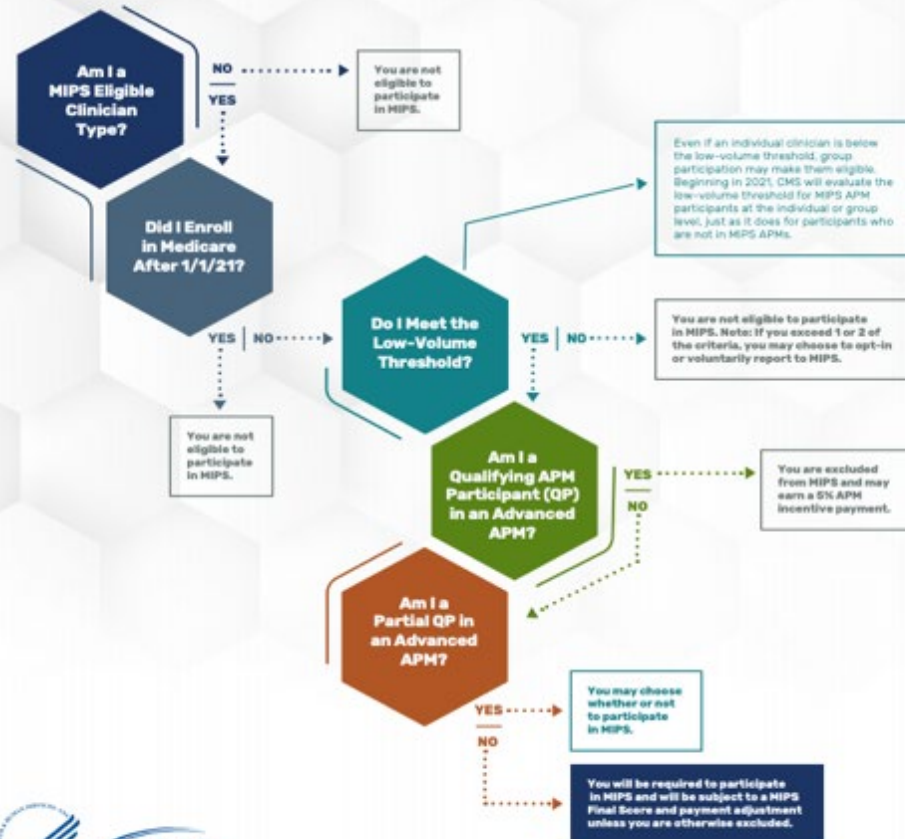 Am I a
MIPS Eligible
Clinician
Type?
NO
YES
You are not
eligible to
participate
in MIPS.
Did I Enroll
in Medicare
After 1/1/21?
YES | NO
You are not
eligible to
participate
in MIPS.
Do I Meet the
Low-Volume
Threshold?
Even if an individual clinician is below
the low-volume threshold, group
participation may make them eligible.
Beginning in 2021, CMS will evaluate the
low-volume threshold for MIPS APM
participants at the individual or group
level, just as it does for participants who
are not in MIPS APMs.
YES | NO
You are not eligible to participate
in MIPS. Note: If you exceed 1 or 2 of
the criteria, you may choose to opt-in
or voluntarily report to MIPS.
Am I a
Qualifying APM
Participant (QP)
in an Advanced
APM?
YES
NO
You are excluded
from MIPS and may
earn a 5% APM
incentive payment.
Am I a
Partial QP in
an Advanced
APM?
YES
NO
You may choose
whether or not
to participate
in MIPS.
You will be required to participate
in MIPS and will be subject to a MIPS
Final Score and payment adjustment
unless you are otherwise excluded.